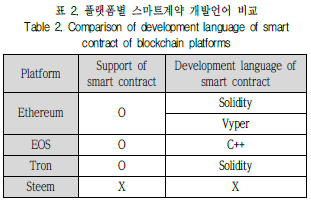 표 2. 플랫폼별 스마트계약 개발언어 비교
Table 2. Comparison of development language of smart
contract of blockchain platforms
Platform Support of smart contract Development language of smart contract
Ethereum O Solidity
Vyper
EOS O C++
Tron O Solidity
Steem X X